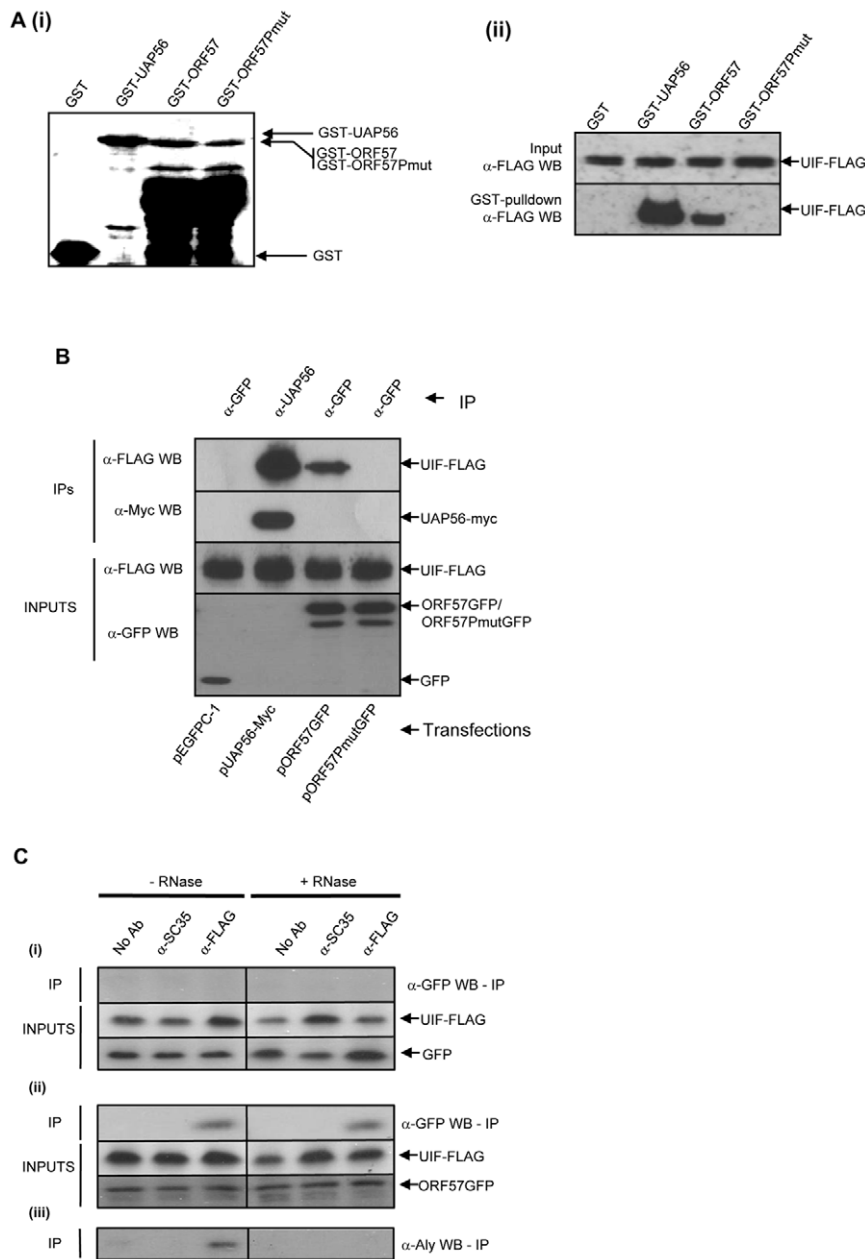 A (i)
GST
GST-UAP56
GST-ORF57
GST-ORF57Pmut
GST-UAP56
GST-ORF57
GST-ORF57Pmut
GST
(ii)
GST
GST-UAP56
GST-ORF57
GST-ORF57Pmut
Input
α-FLAG WB
UIF-FLAG
GST-pulldown
α-FLAG WB
UIF-FLAG
B
α-GFP
α-UAP56
α-GFP
α-GFP
IP
IPs
α-FLAG WB
UIF-FLAG
α-Myc WB
UAP56-myc
INPUTS
α-FLAG WB
UIF-FLAG
α-GFP WB
ORF57GFP/
ORF57PmutGFP
GFP
pEGFPC-1
pUAP56-Myc
pORF57GFP
pORF57PmutGFP
Transfections
C
- RNase
+ RNase
No Ab
α-SC35
α-FLAG
No Ab
α-SC35
α-FLAG
(i)
IP
α-GFP WB - IP
INPUTS
UIF-FLAG
GFP
(ii)
IP
α-GFP WB - IP
INPUTS
UIF-FLAG
ORF57GFP
(iii)
IP
α-Aly WB - IP